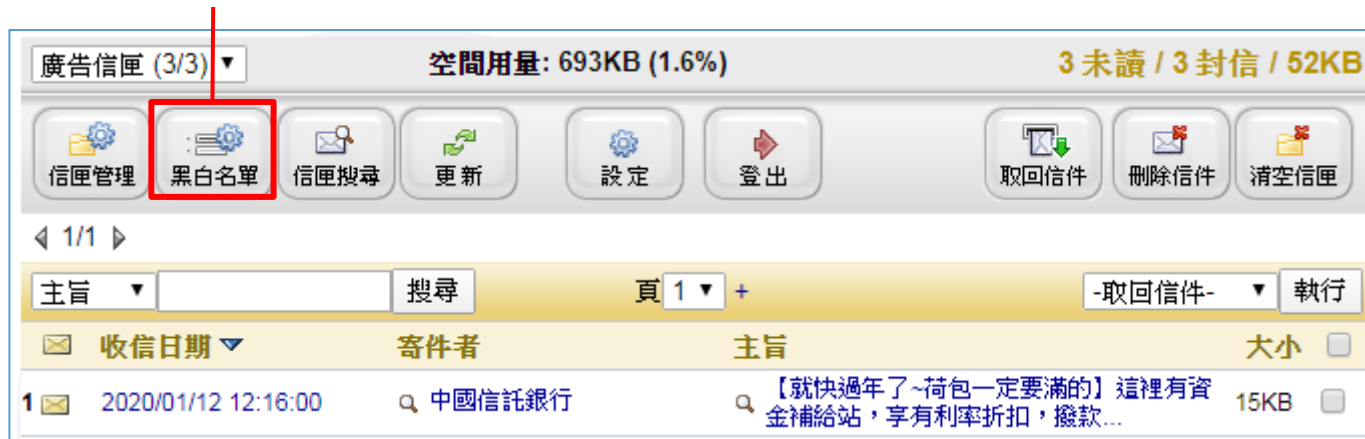 廣告信匣 (3/3) 空間用量: 693KB (1.6%) 3 未讀 / 3 封信 / 52KB
信匣管理 黑白名單 信匣搜尋 更新 設定 登出 取回信件 刪除信件 清空信匣
1/1
主旨 搜尋 頁 1 + -取回信件- 執行
收信日期 寄件者 主旨 大小
1 2020/01/12 12:16:00 中國信託銀行 【就快過年了~荷包一定要滿的】這裡有資 15KB
金補給站,享有利率折扣,撥款...